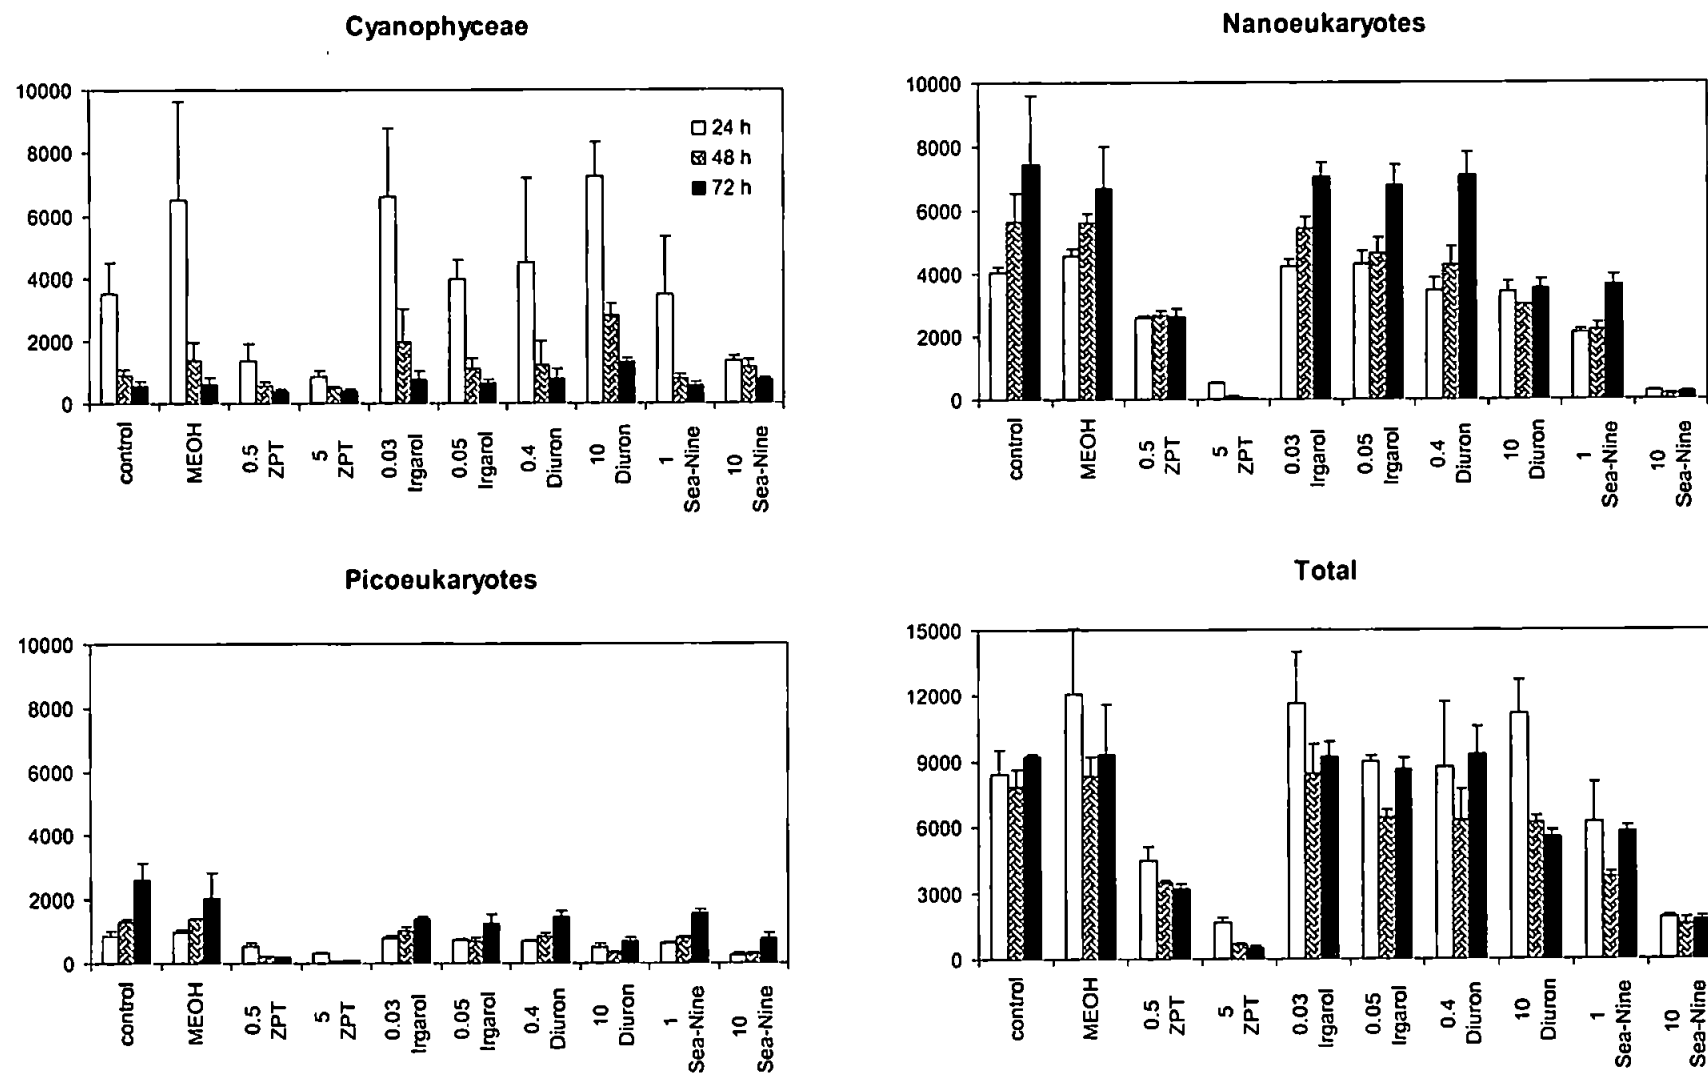 Cyanophyceae
10000
8000
6000
4000
2000
0
24 h
48 h
72 h
control
MEOH
0.5
ZPT
5
ZPT
0.03
Irgarol
0.05
Irgarol
0.4
Diuron
10
Diuron
1
Sea-Nine
10
Sea-Nine
Nanoeukaryotes
10000
8000
6000
4000
2000
0
control
MEOH
0.5
ZPT
5
ZPT
0.03
Irgarol
0.05
Irgarol
0.4
Diuron
10
Diuron
1
Sea-Nine
10
Sea-Nine
Picoeukaryotes
10000
8000
6000
4000
2000
0
control
MEOH
0.5
ZPT
5
ZPT
0.03
Irgarol
0.05
Irgarol
0.4
Diuron
10
Diuron
1
Sea-Nine
10
Sea-Nine
Total
15000
12000
9000
6000
3000
0
control
MEOH
0.5
ZPT
5
ZPT
0.03
Irgarol
0.05
Irgarol
0.4
Diuron
10
Diuron
1
Sea-Nine
10
Sea-Nine